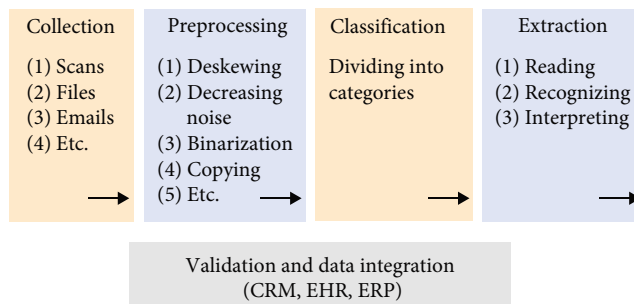 Collection
(1) Scans
(2) Files
(3) Emails
(4) Etc.
Preprocessing
(1) Deskewing
(2) Decreasing
noise
(3) Binarization
(4) Copying
(5) Etc.
Classification
Dividing into
categories
Extraction
(1) Reading
(2) Recognizing
(3) Interpreting
Validation and data integration
(CRM, EHR, ERP)